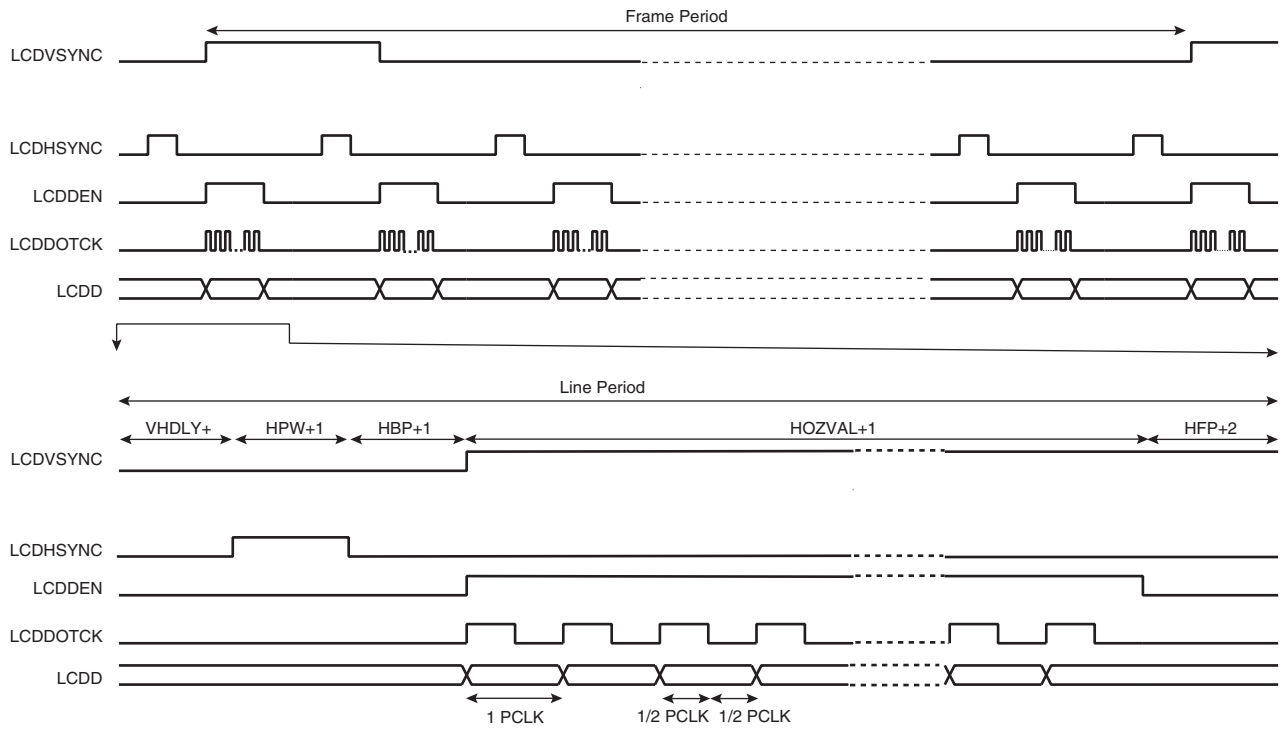 Frame Period
LCDVSYNC
LCDHSYNC
LCDDEN
LCDDOTCK
LCDD
Line Period
VHDLY+ HPW+1 HBP+1 HOZVAL+1 HFP+2
LCDVSYNC
LCDHSYNC
LCDDEN
LCDDOTCK
LCDD
1 PCLK 1/2 PCLK 1/2 PCLK